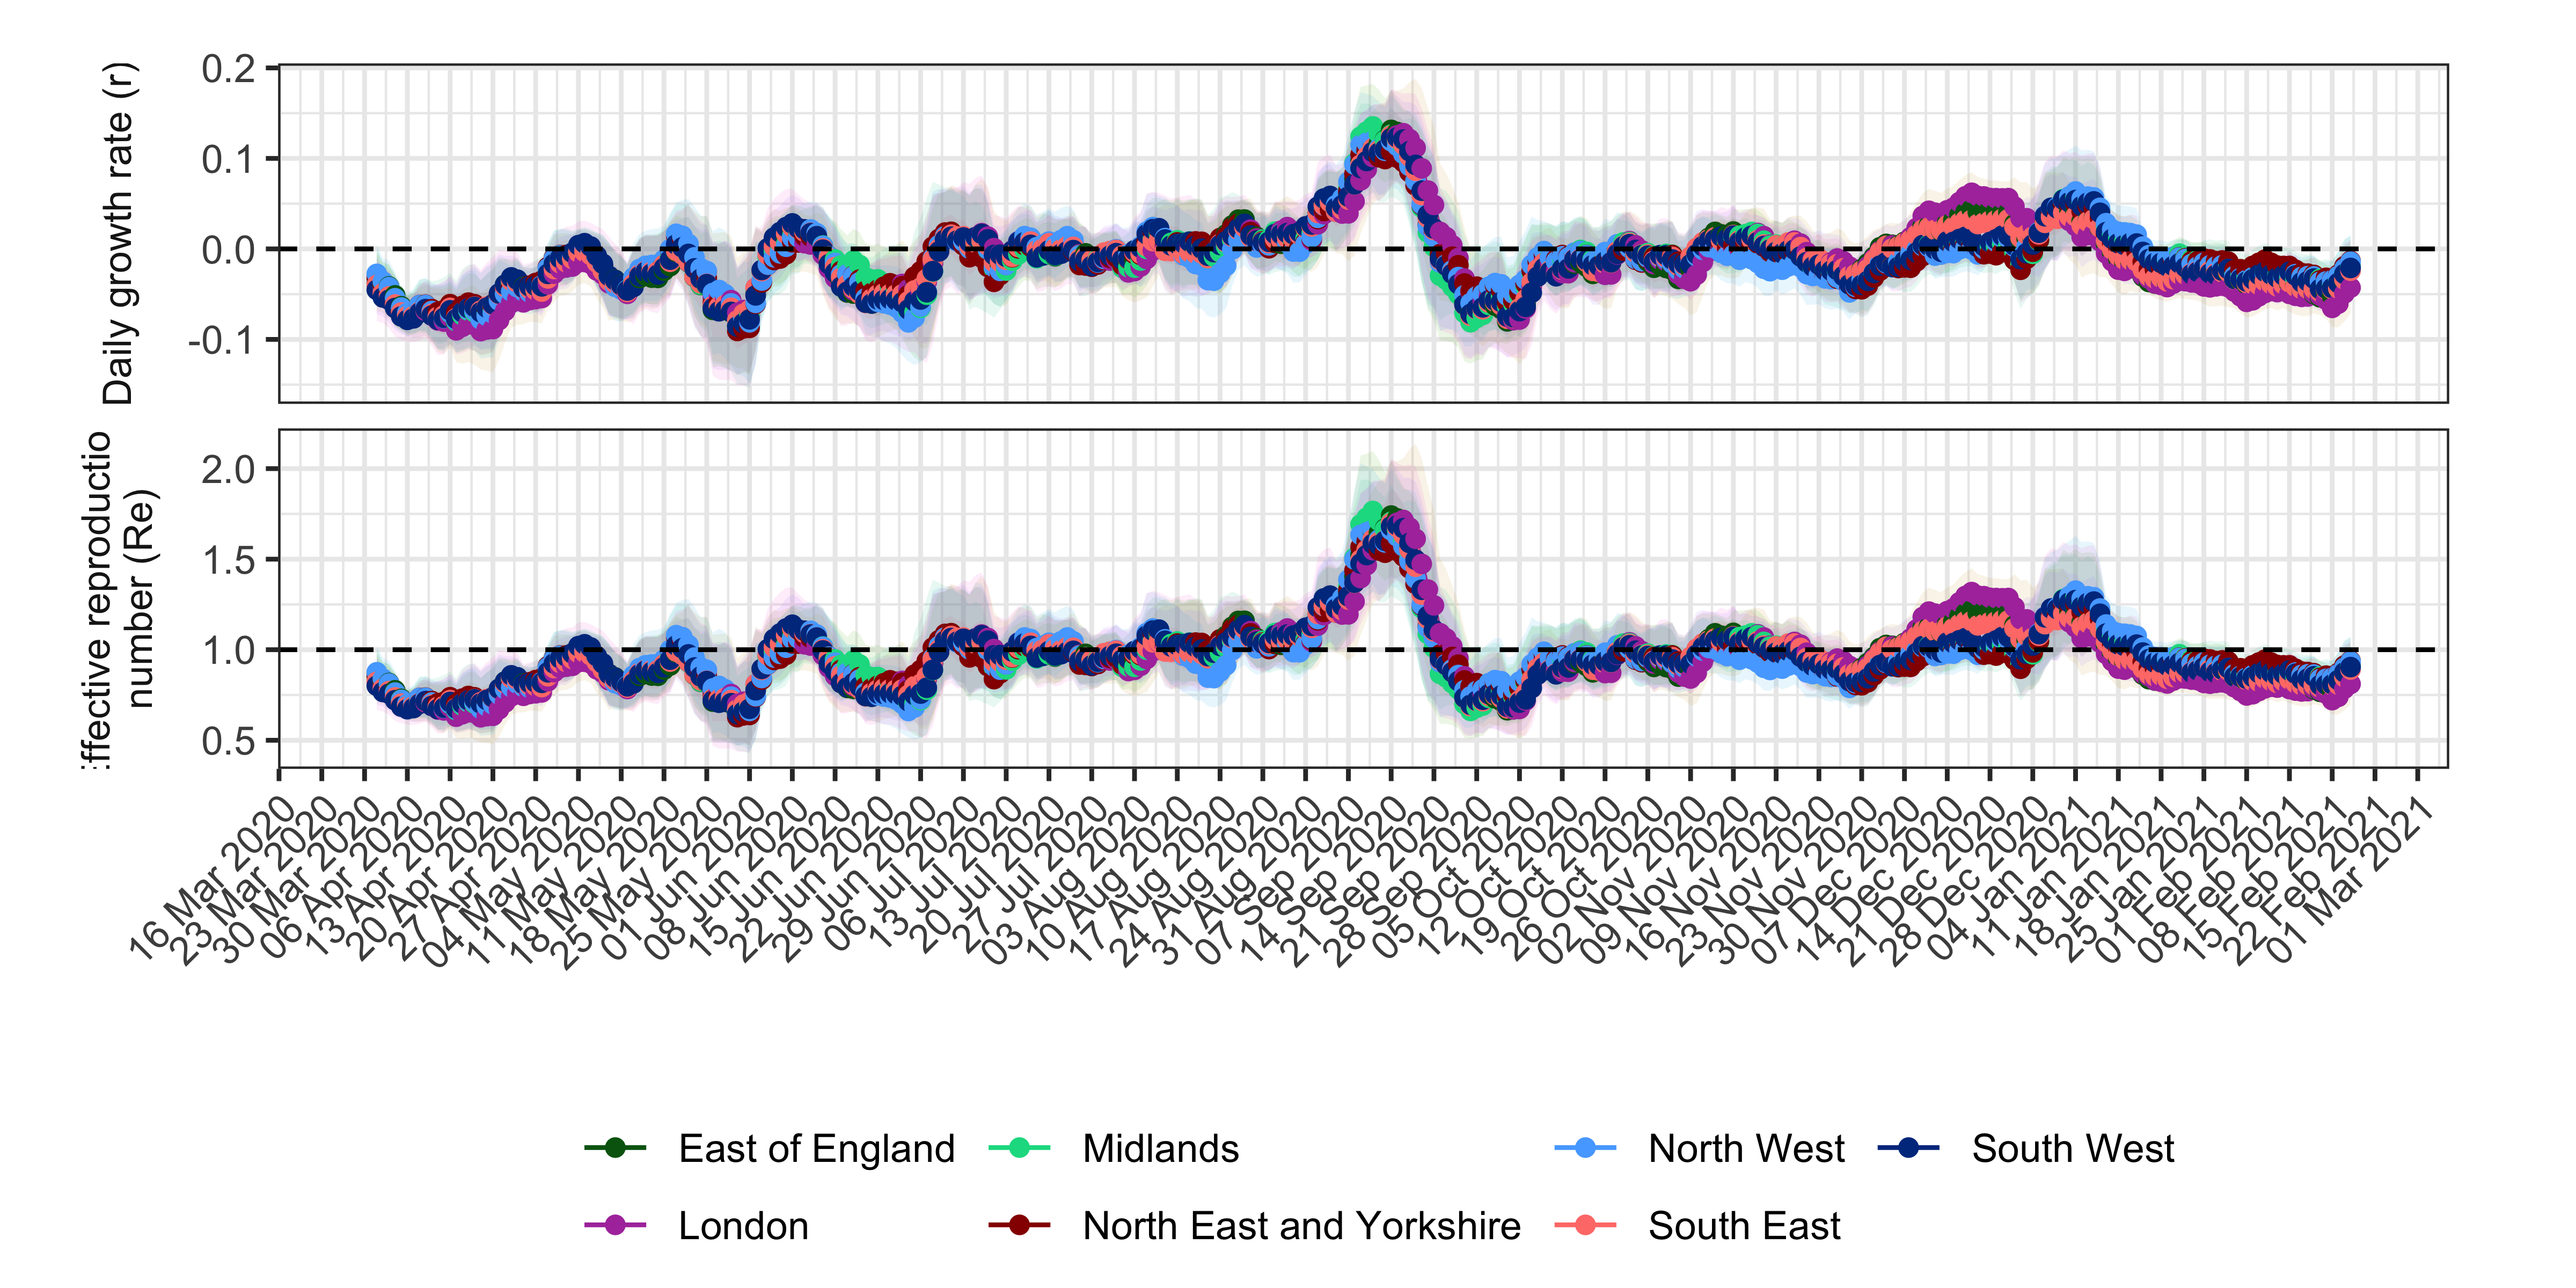 Daily growth rate (r)
0.2
0.1
0.0
-0.1
ffective reproductio
number (Re)
2.0
1.5
1.0
0.5
16 Mar 2020
23 Mar 2020
30 Mar 2020
06 Apr 2020
13 Apr 2020
20 Apr 2020
27 Apr 2020
04 May 2020
11 May 2020
18 May 2020
25 May 2020
01 Jun 2020
08 Jun 2020
15 Jun 2020
22 Jun 2020
29 Jun 2020
06 Jul 2020
13 Jul 2020
20 Jul 2020
27 Jul 2020
03 Aug 2020
10 Aug 2020
17 Aug 2020
24 Aug 2020
31 Aug 2020
07 Sep 2020
14 Sep 2020
21 Sep 2020
28 Sep 2020
05 Oct 2020
12 Oct 2020
19 Oct 2020
26 Oct 2020
02 Nov 2020
09 Nov 2020
16 Nov 2020
23 Nov 2020
30 Nov 2020
07 Dec 2020
14 Dec 2020
21 Dec 2020
28 Dec 2020
04 Jan 2021
11 Jan 2021
18 Jan 2021
25 Jan 2021
01 Feb 2021
08 Feb 2021
15 Feb 2021
22 Feb 2021
01 Mar 2021
East of England
Midlands
North West
South West
London
North East and Yorkshire
South East